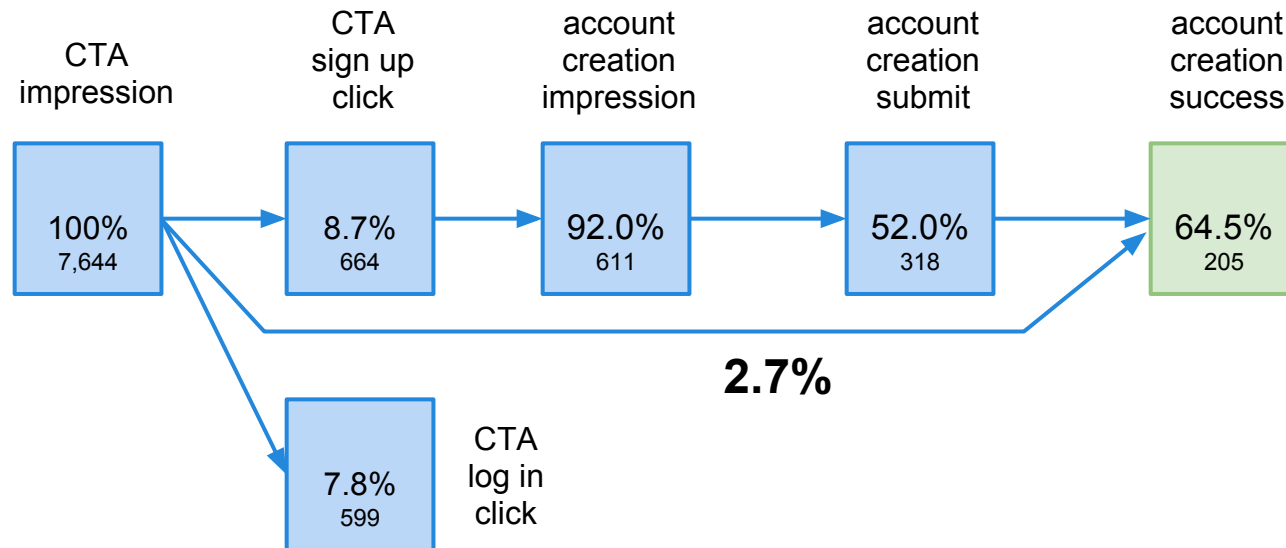 CTA
impression
CTA
sign up
click
account
creation
impression
account
creation
submit
account
creation
success
100%
7,644
8.7%
664
92.0%
611
52.0%
318
64.5%
205
2.7%
7.8%
599
CTA
log in
click